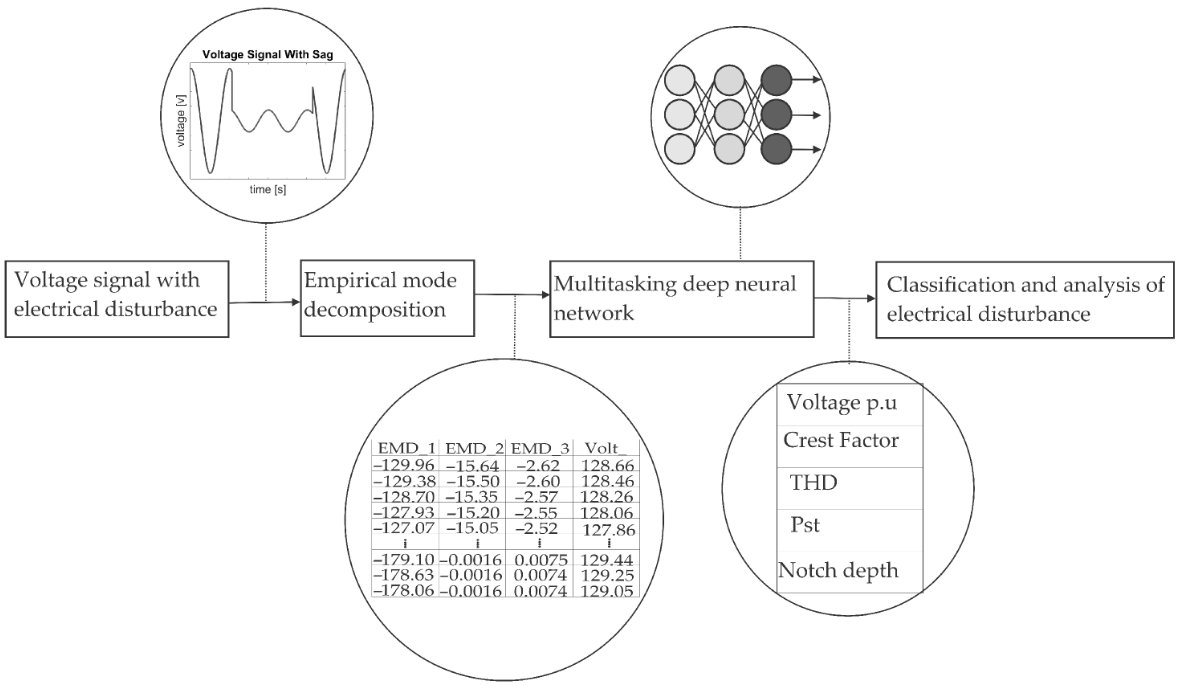 Voltage Signal With Sag
voltage [v]
time [s]
Voltage signal with
electrical disturbance
Empirical mode
decomposition
Multitasking deep neural
network
Classification and analysis of
electrical disturbance
EMD_1 EMD_2 EMD_3 Volt_
−129.96 −15.64 −2.62 128.66
−129.38 −15.50 −2.60 128.46
−128.70 −15.35 −2.57 128.26
−127.93 −15.20 −2.55 128.06
−127.07 −15.05 −2.52 127.86
⁞ ⁞ ⁞ ⁞
−179.10 −0.0016 0.0075 129.44
−178.63 −0.0016 0.0074 129.25
−178.06 −0.0016 0.0074 129.05
Voltage p.u
Crest Factor
THD
Pst
Notch depth